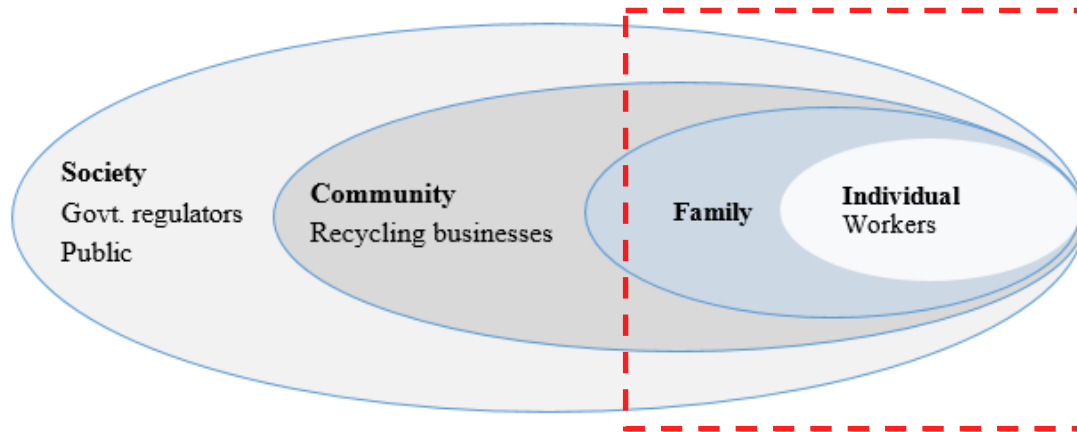 Society
Govt. regulators
Public
Community
Recycling businesses
Family
Individual
Workers